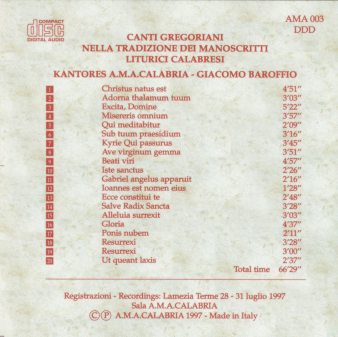 COMPACT
disc
DIGITAL AUDIO
AMA 003
DDD
CANTI GREGORIANI
NELLA TRADIZIONE DEI MANOSCRITTI
LITURICI CALABRESI
KANTORES A.M.A.CALABRIA - GIACOMO BAROFFIO
1 Christus natus est 4'51"
2 Adorna thalamum tuum 3'03"
3 Excita, Domine 5'22"
4 Misereris omnium 3'57"
5 Qui meditabitur 2'09"
6 Sub tuum praesidium 3'16"
7 Kyrie Qui passurus 3'45"
8 Ave virginum gemma 3'51"
9 Beati viri 4'57"
10 Iste sanctus 2'26"
11 Gabriel angelus apparuit 2'16"
12 Ioannes est nomen eius 1'28"
13 Ecce constitui te 2'48"
14 Salve Radix Sancta 3'28"
15 Alleluia surrexit 3'03"
16 Gloria 4'37"
17 Ponis nubem 2'11"
18 Resurrexi 3'28"
19 Resurrexi 3'00"
20 Ut queant laxis 2'37"
Total time 66'29"
Registrazioni - Recordings: Lamezia Terme 28 - 31 luglio 1997
Sala A.M.A.CALABRIA
©℗ A.M.A.CALABRIA 1997 - Made in Italy